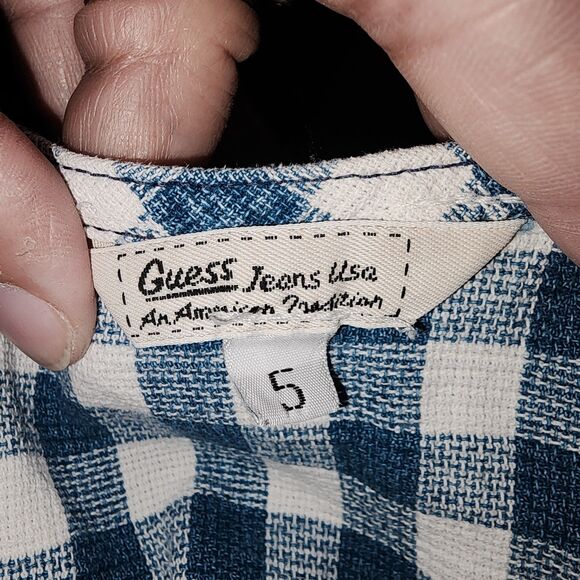 Guess Jeans Usa
An American Tradition
5